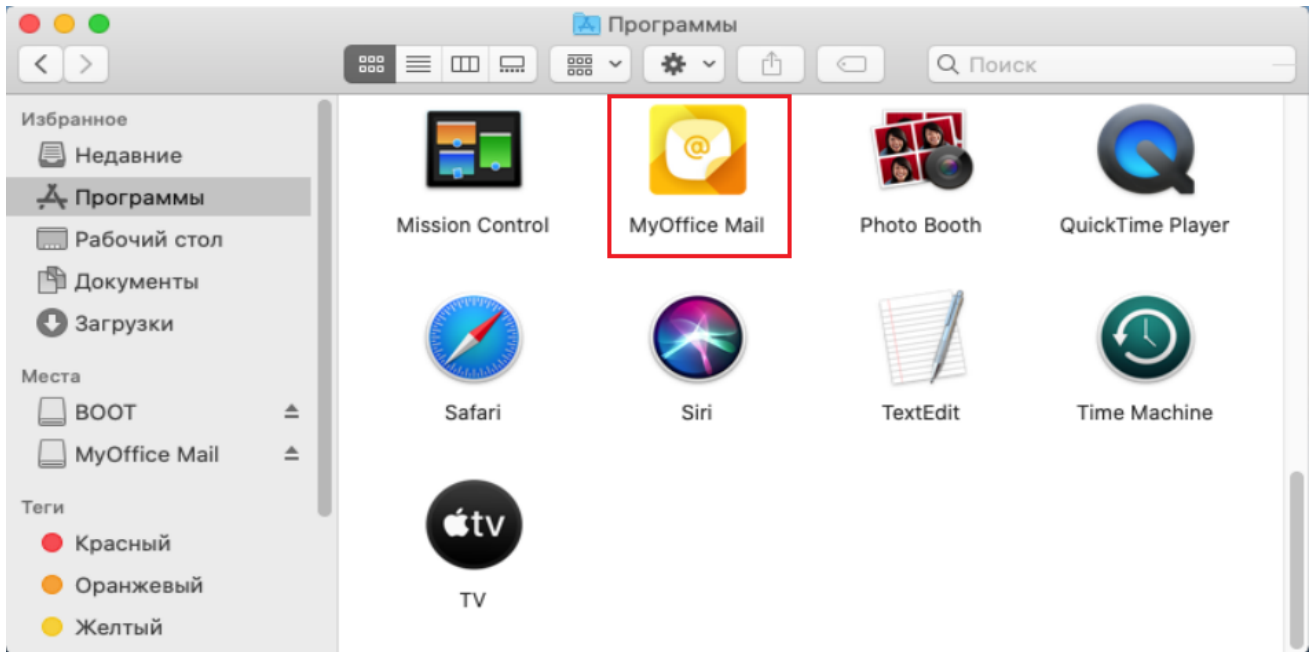 Программы
Поиск
Избранное
Недавние
Программы
Рабочий стол
Документы
Загрузки
Места
BOOT
MyOffice Mail
Теги
Красный
Оранжевый
Желтый
Mission Control
MyOffice Mail
Photo Booth
QuickTime Player
Safari
Siri
TextEdit
Time Machine
tv
TV